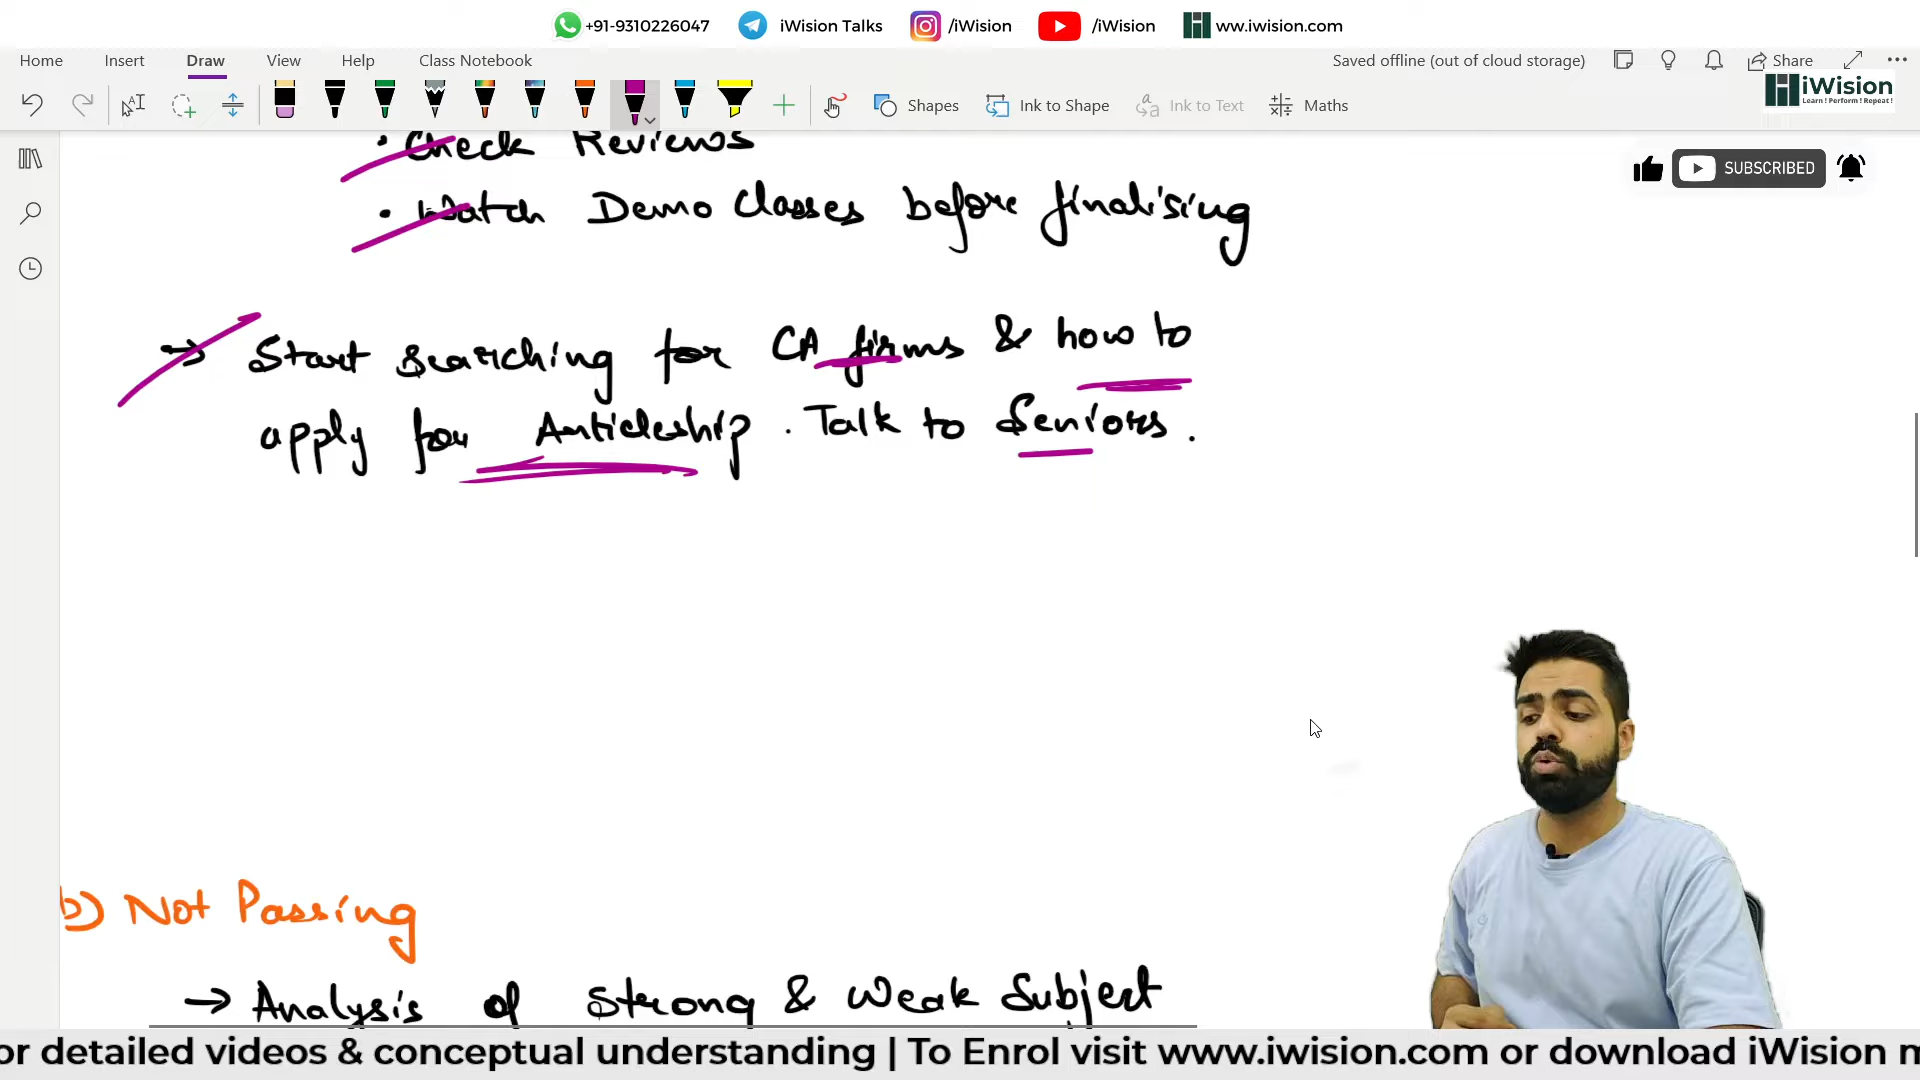 +91-9310226047 iWision Talks /iWision /iWision ww.iwision.com
Home Insert Draw View Help Class Notebook Saved offline (out of cloud storage) Share
Shapes Ink to Shape Ink to Text Maths
iWision
Learn ! Perform ! Repeat !
SUBSCRIBED
• Check Reviews
• Watch Demo Classes before finalising
→ Start searching for CA firms & how to
apply for Articleship. Talk to Seniors.
b) Not Passing
→ Analysis of Strong & Weak Subject
or detailed videos & conceptual understanding | To Enrol visit www.iwision.com or download iWision m